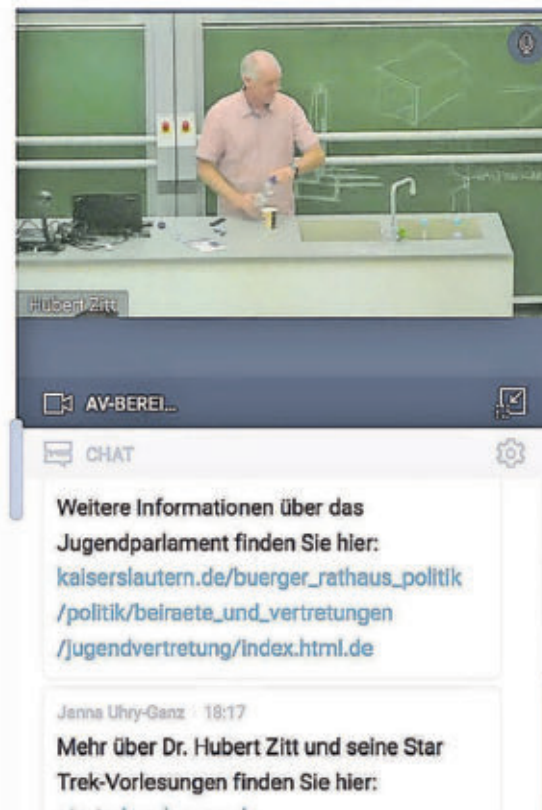 Hubert Zitt
AV-BEREI...
CHAT
Weitere Informationen über das
Jugendparlament finden Sie hier:
kaiserslautern.de/buerger_rathaus_politik
/politik/beiraete_und_vertretungen
/jugendvertretung/index.html.de
Janna Uhry-Ganz 18:17
Mehr über Dr. Hubert Zitt und seine Star
Trek-Vorlesungen finden Sie hier: